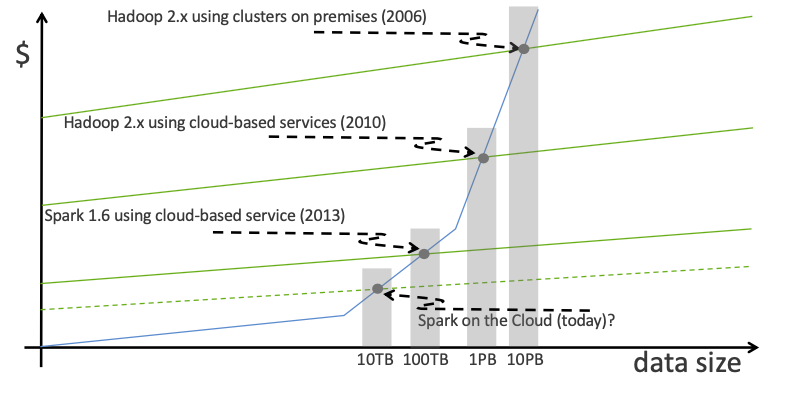 Hadoop 2.x using clusters on premises (2006)
$
Hadoop 2.x using cloud-based services (2010)
Spark 1.6 using cloud-based service (2013)
Spark on the Cloud (today)?
10TB 100TB 1PB 10PB
data size